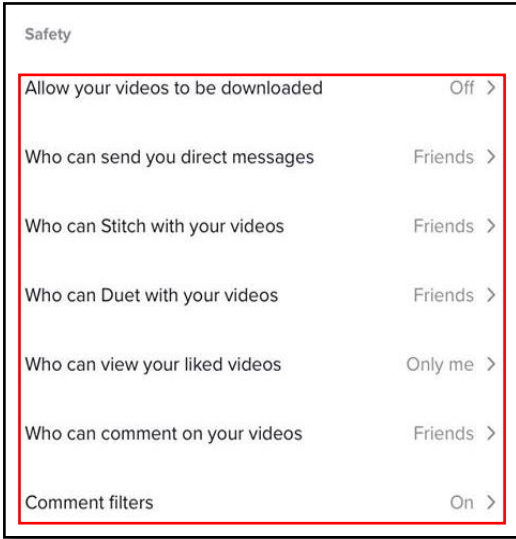 Safety
Allow your videos to be downloaded Off >
Who can send you direct messages Friends >
Who can Stitch with your videos Friends >
Who can Duet with your videos Friends >
Who can view your liked videos Only me >
Who can comment on your videos Friends >
Comment filters On >